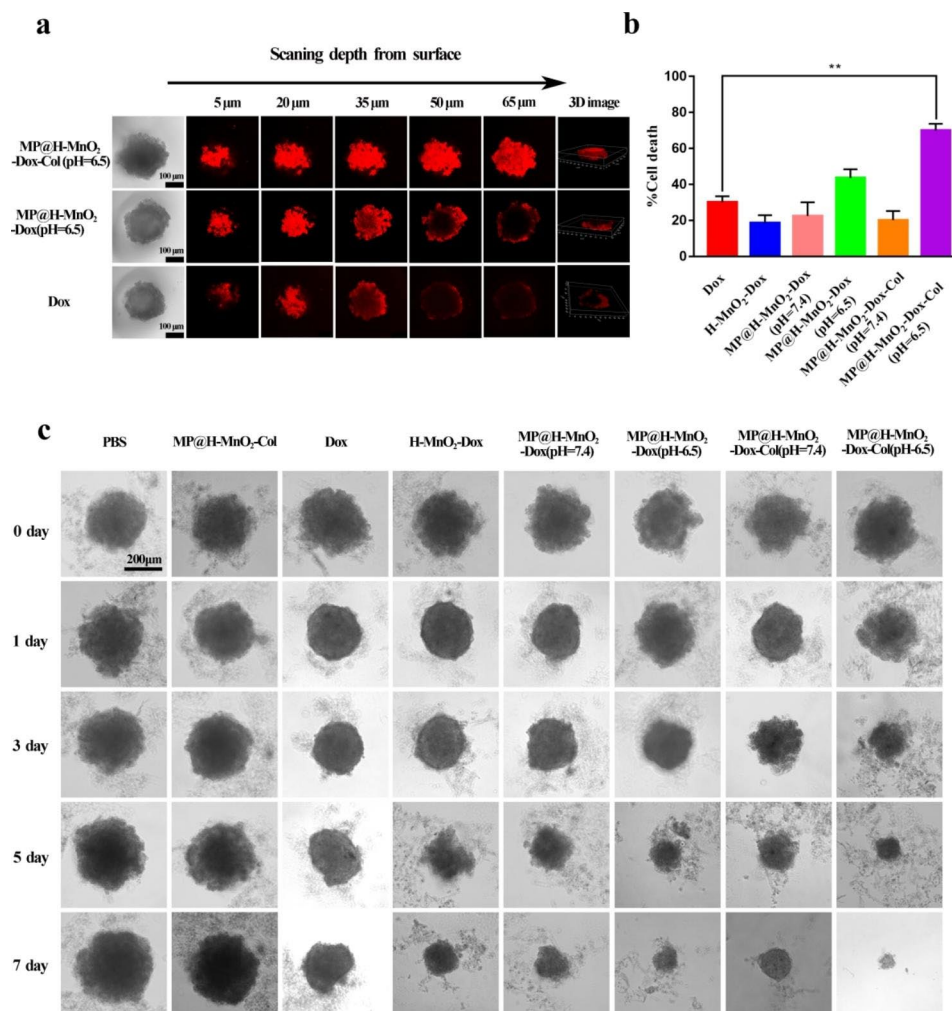 a
Scaning depth from surface
5 μm 20 μm 35 μm 50 μm 65 μm 3D image
MP@H-MnO₂
-Dox-Col (pH=6.5)
100 μm
MP@H-MnO₂
-Dox(pH=6.5)
100 μm
Dox
100 μm
b
**
%Cell death
100
80
60
40
20
0
Dox
H-MnO₂-Dox
MP@H-MnO₂-Dox
(pH=7.4)
MP@H-MnO₂-Dox
(pH=6.5)
MP@H-MnO₂-Dox-Col
(pH=7.4)
MP@H-MnO₂-Dox-Col
(pH=6.5)
c
PBS MP@H-MnO₂-Col Dox H-MnO₂-Dox MP@H-MnO₂ MP@H-MnO₂ MP@H-MnO₂ MP@H-MnO₂
-Dox(pH=7.4) -Dox(pH-6.5) -Dox-Col(pH=7.4) -Dox-Col(pH-6.5)
0 day
200μm
1 day
3 day
5 day
7 day